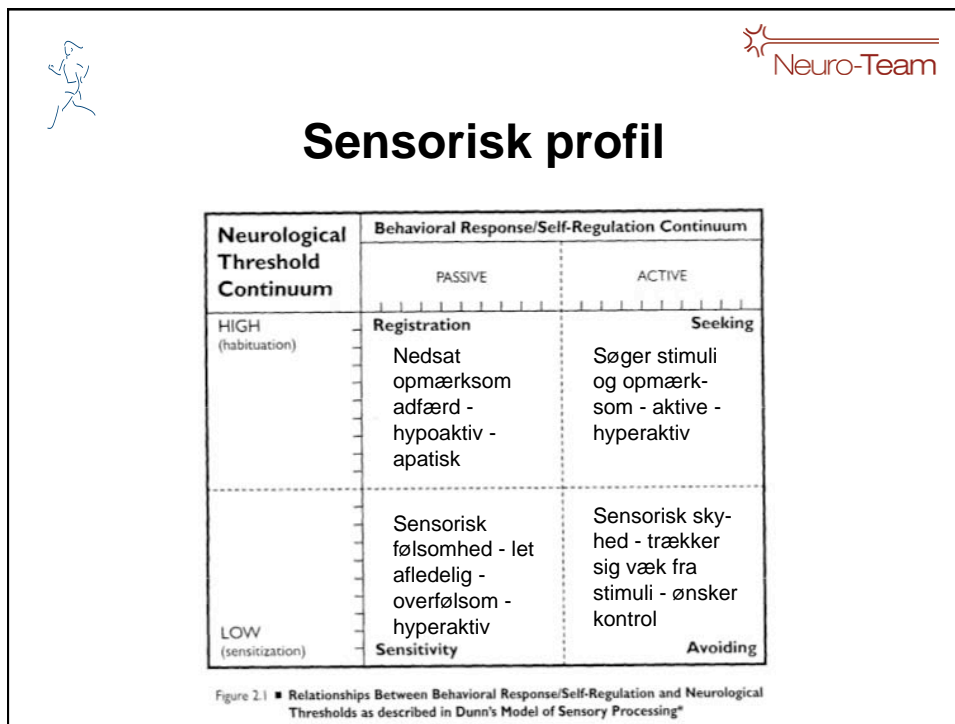 Neuro-Team
Sensorisk profil
Neurological
Threshold
Continuum
Behavioral Response/Self-Regulation Continuum
PASSIVE
ACTIVE
HIGH
(habituation)
Registration
Nedsat
opmærksom
adfærd -
hypoaktiv -
apatisk
Seeking
Søger stimuli
og opmærk-
som - aktive -
hyperaktiv
LOW
(sensitization)
Sensorisk
følsomhed - let
afledelig -
overfølsom -
hyperaktiv
Sensitivity
Sensorisk sky-
hed - trækker
sig væk fra
stimuli - ønsker
kontrol
Avoiding
Figure 2.1 ■ Relationships Between Behavioral Response/Self-Regulation and Neurological
Thresholds as described in Dunn's Model of Sensory Processing*